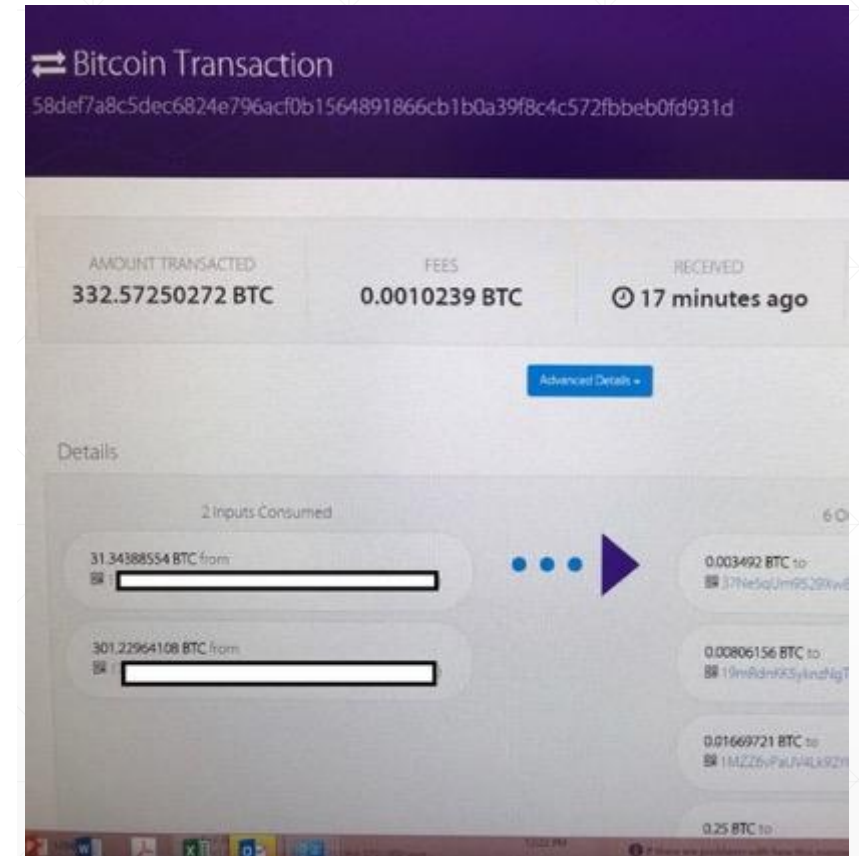 Bitcoin Transaction
58def7a8c5dec6824e796acf0b1564891866cb1b0a39f8c4c572fbbeb0fd931d
AMOUNT TRANSACTED
332.57250272 BTC
FEES
0.0010239 BTC
RECEIVED
17 minutes ago
Advanced Details
Details
2 Inputs Consumed
31.34388554 BTC from
301.22964108 BTC from
6 O
0.003492 BTC to
0.00806156 BTC to
0.01669721 BTC to
0.25 BTC to